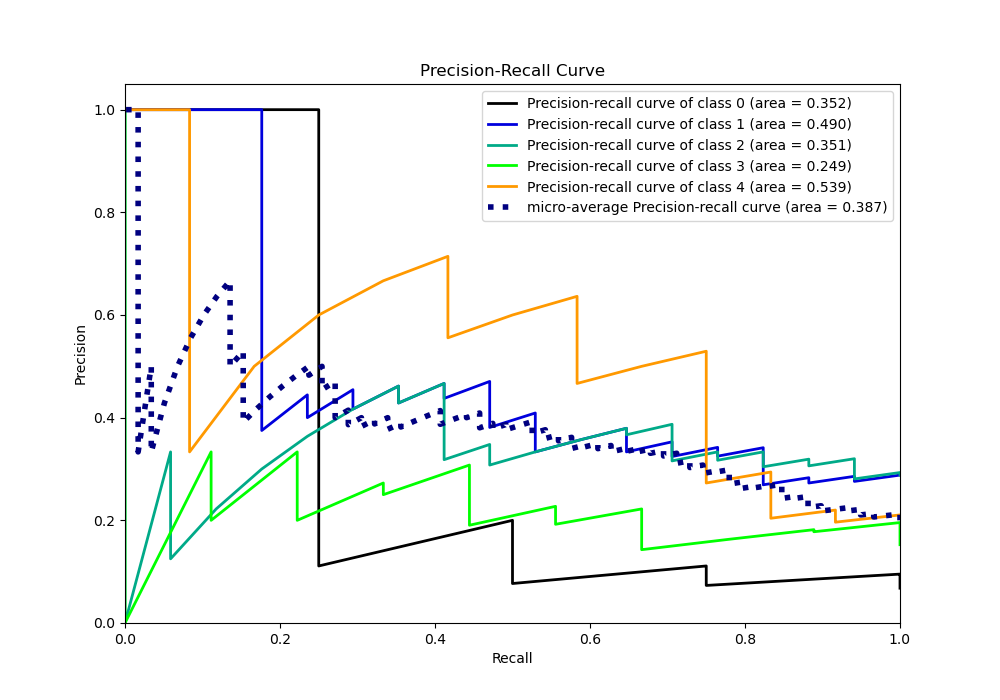 Precision-Recall Curve
Precision-recall curve of class 0 (area = 0.352)
Precision-recall curve of class 1 (area = 0.490)
Precision-recall curve of class 2 (area = 0.351)
Precision-recall curve of class 3 (area = 0.249)
Precision-recall curve of class 4 (area = 0.539)
micro-average Precision-recall curve (area = 0.387)
1.0
0.8
0.6
0.4
0.2
0.0
Precision
0.0 0.2 0.4 0.6 0.8 1.0
Recall